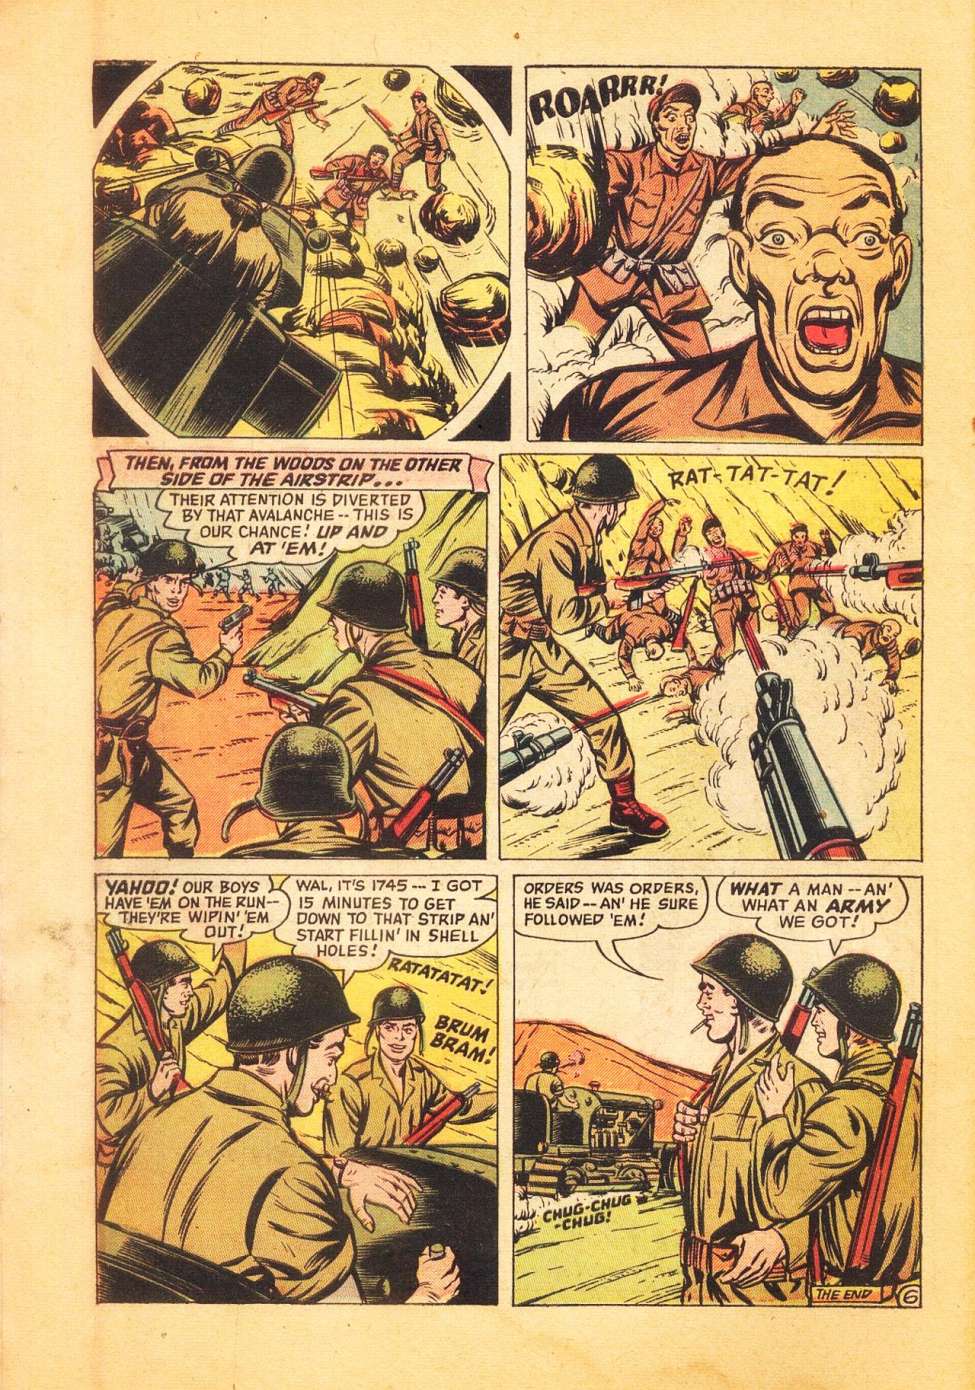 ROARRR!
THEN, FROM THE WOODS ON THE OTHER
SIDE OF THE AIRSTRIP...
THEIR ATTENTION IS DIVERTED
BY THAT AVALANCHE -- THIS IS
OUR CHANCE! UP AND
AT 'EM!
RAT-TAT-TAT!
YAHOO! OUR BOYS
HAVE 'EM ON THE RUN--
THEY'RE WIPIN' 'EM
OUT!
WAL, IT'S 1745 -- I GOT
15 MINUTES TO GET
DOWN TO THAT STRIP AN'
START FILLIN' IN SHELL
HOLES!
RATATATAT!
BRUM
BRAM!
ORDERS WAS ORDERS,
HE SAID -- AN' HE SURE
FOLLOWED 'EM!
WHAT A MAN -- AN'
WHAT AN ARMY
WE GOT!
CHUG-CHUG
-CHUG!
THE END
6